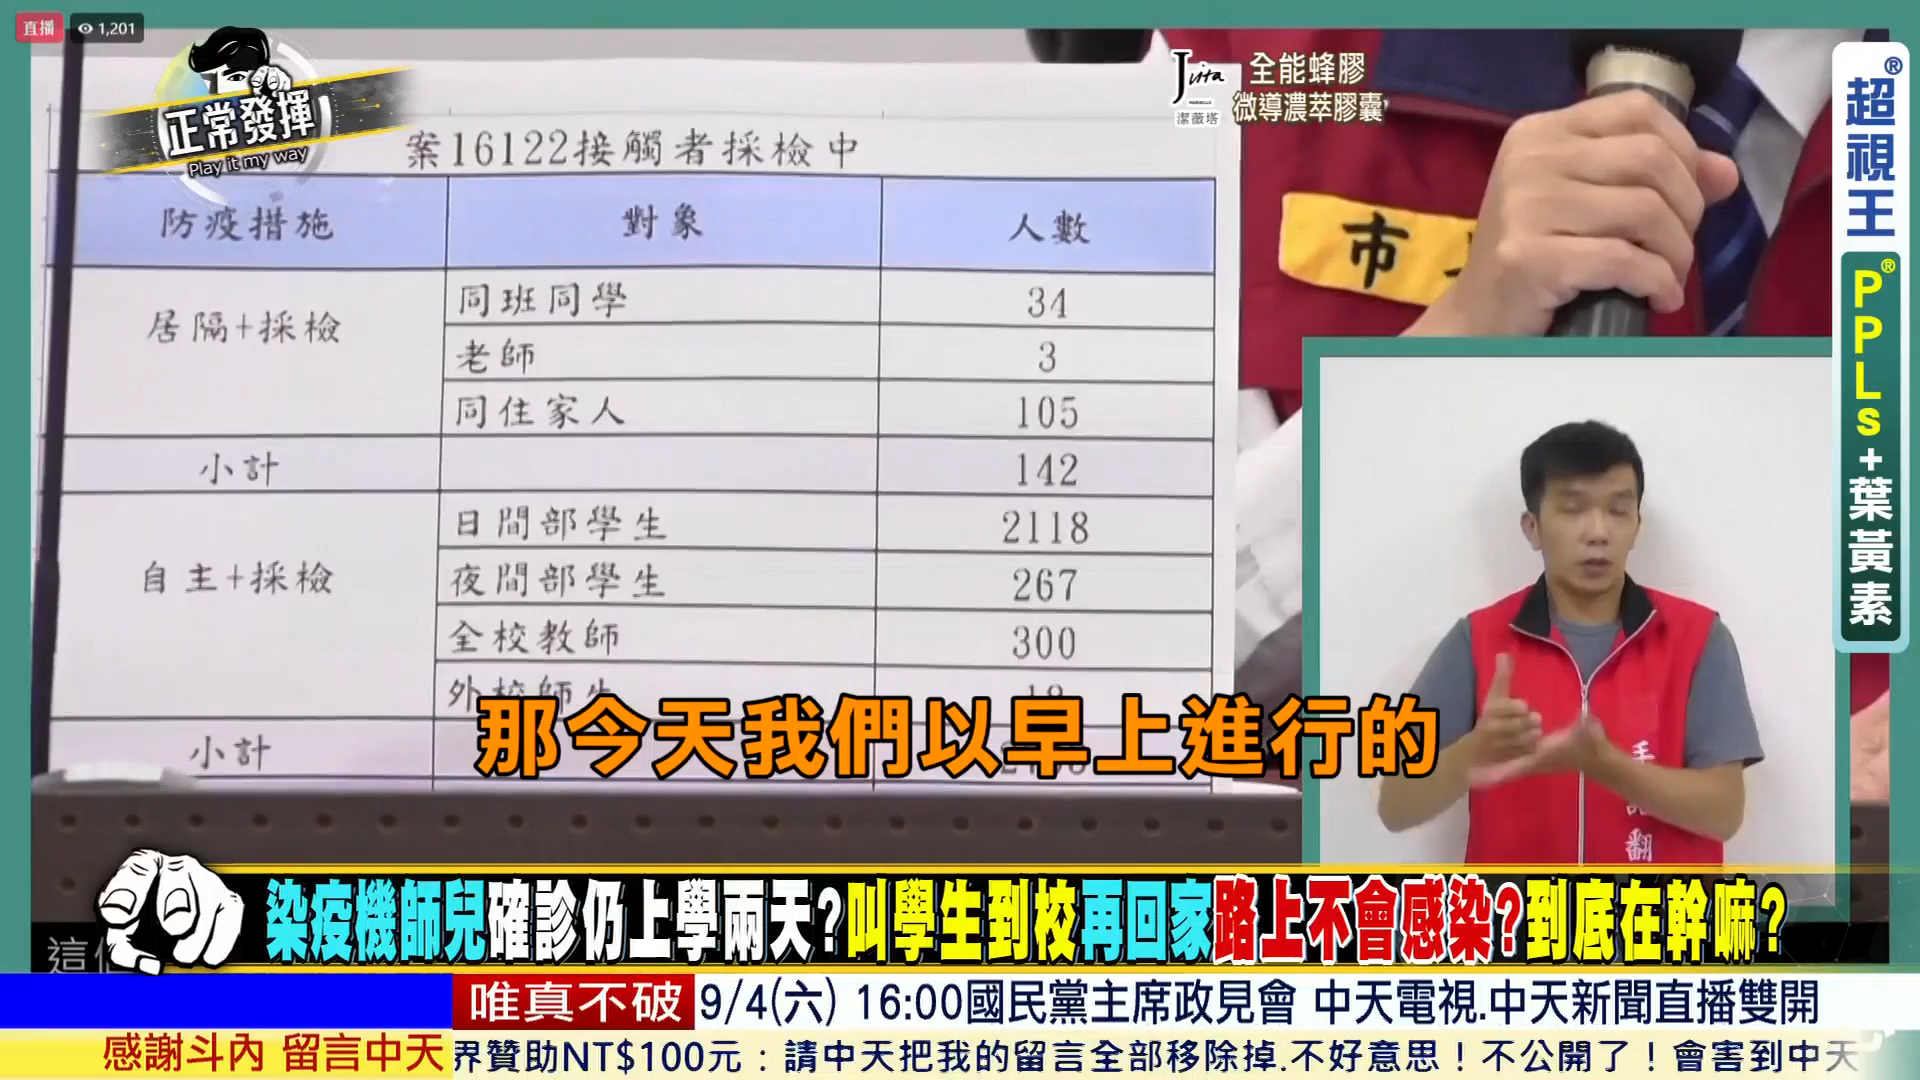 直播 1,201
正常發揮
Play it my way
Jvita
潔薇塔
全能蜂膠
微導濃萃膠囊
案16122接觸者採檢中
防疫措施 對象 人數
居隔+採檢 同班同學 34
老師 3
同住家人 105
小計 142
自主+採檢 日間部學生 2118
夜間部學生 267
全校教師 300
外校師生
小計
市
超視王® PPLs®+葉黃素
那今天我們以早上進行的
手語翻
染疫機師兒確診仍上學兩天?叫學生到校再回家路上不會感染?到底在幹嘛?
這
唯真不破 9/4(六) 16:00國民黨主席政見會 中天電視.中天新聞直播雙開
感謝斗內 留言中天 界贊助NT$100元：請中天把我的留言全部移除掉.不好意思！不公開了！會害到中天